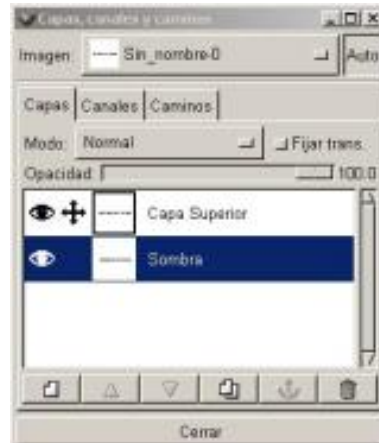 Capas, canales y caminos
Imagen: Sin_nombre-0 Auto
Capas Canales Caminos
Modo: Normal Fijar trans.
Opacidad: 100.0
Capa Superior
Sombra
Cerrar